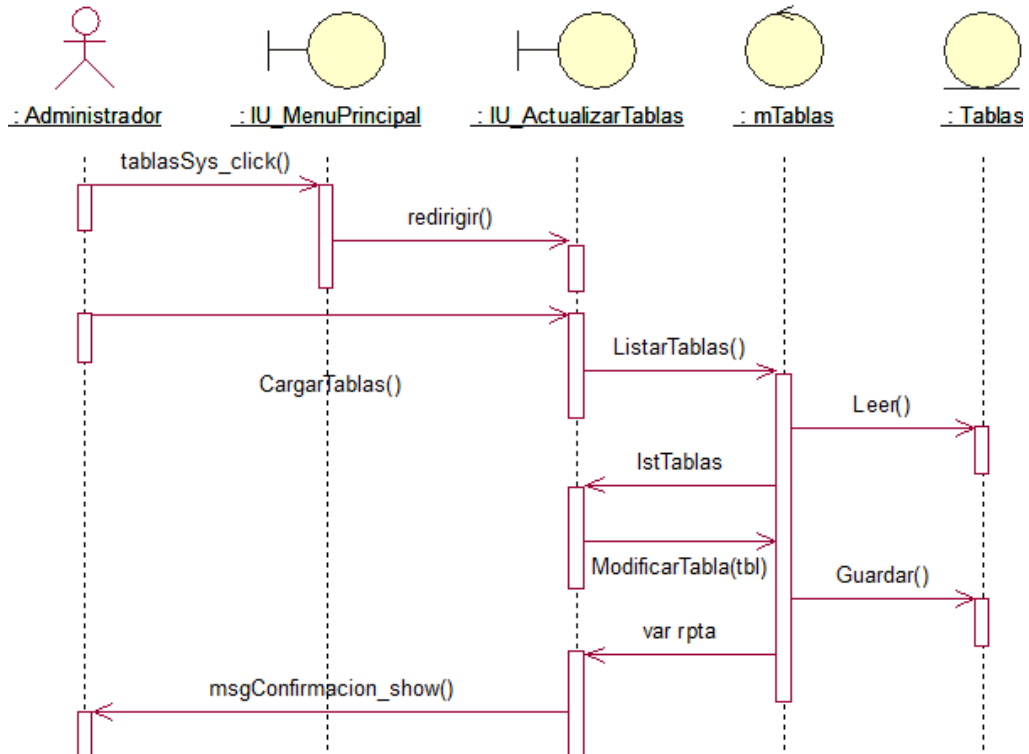 : Administrador
: IU_MenuPrincipal
: IU_ActualizarTablas
: mTablas
: Tablas
tablasSys_click()
redirigir()
ListarTablas()
CargarTablas()
Leer()
lstTablas
ModificarTabla(tbl)
Guardar()
var rpta
msgConfirmacion_show()